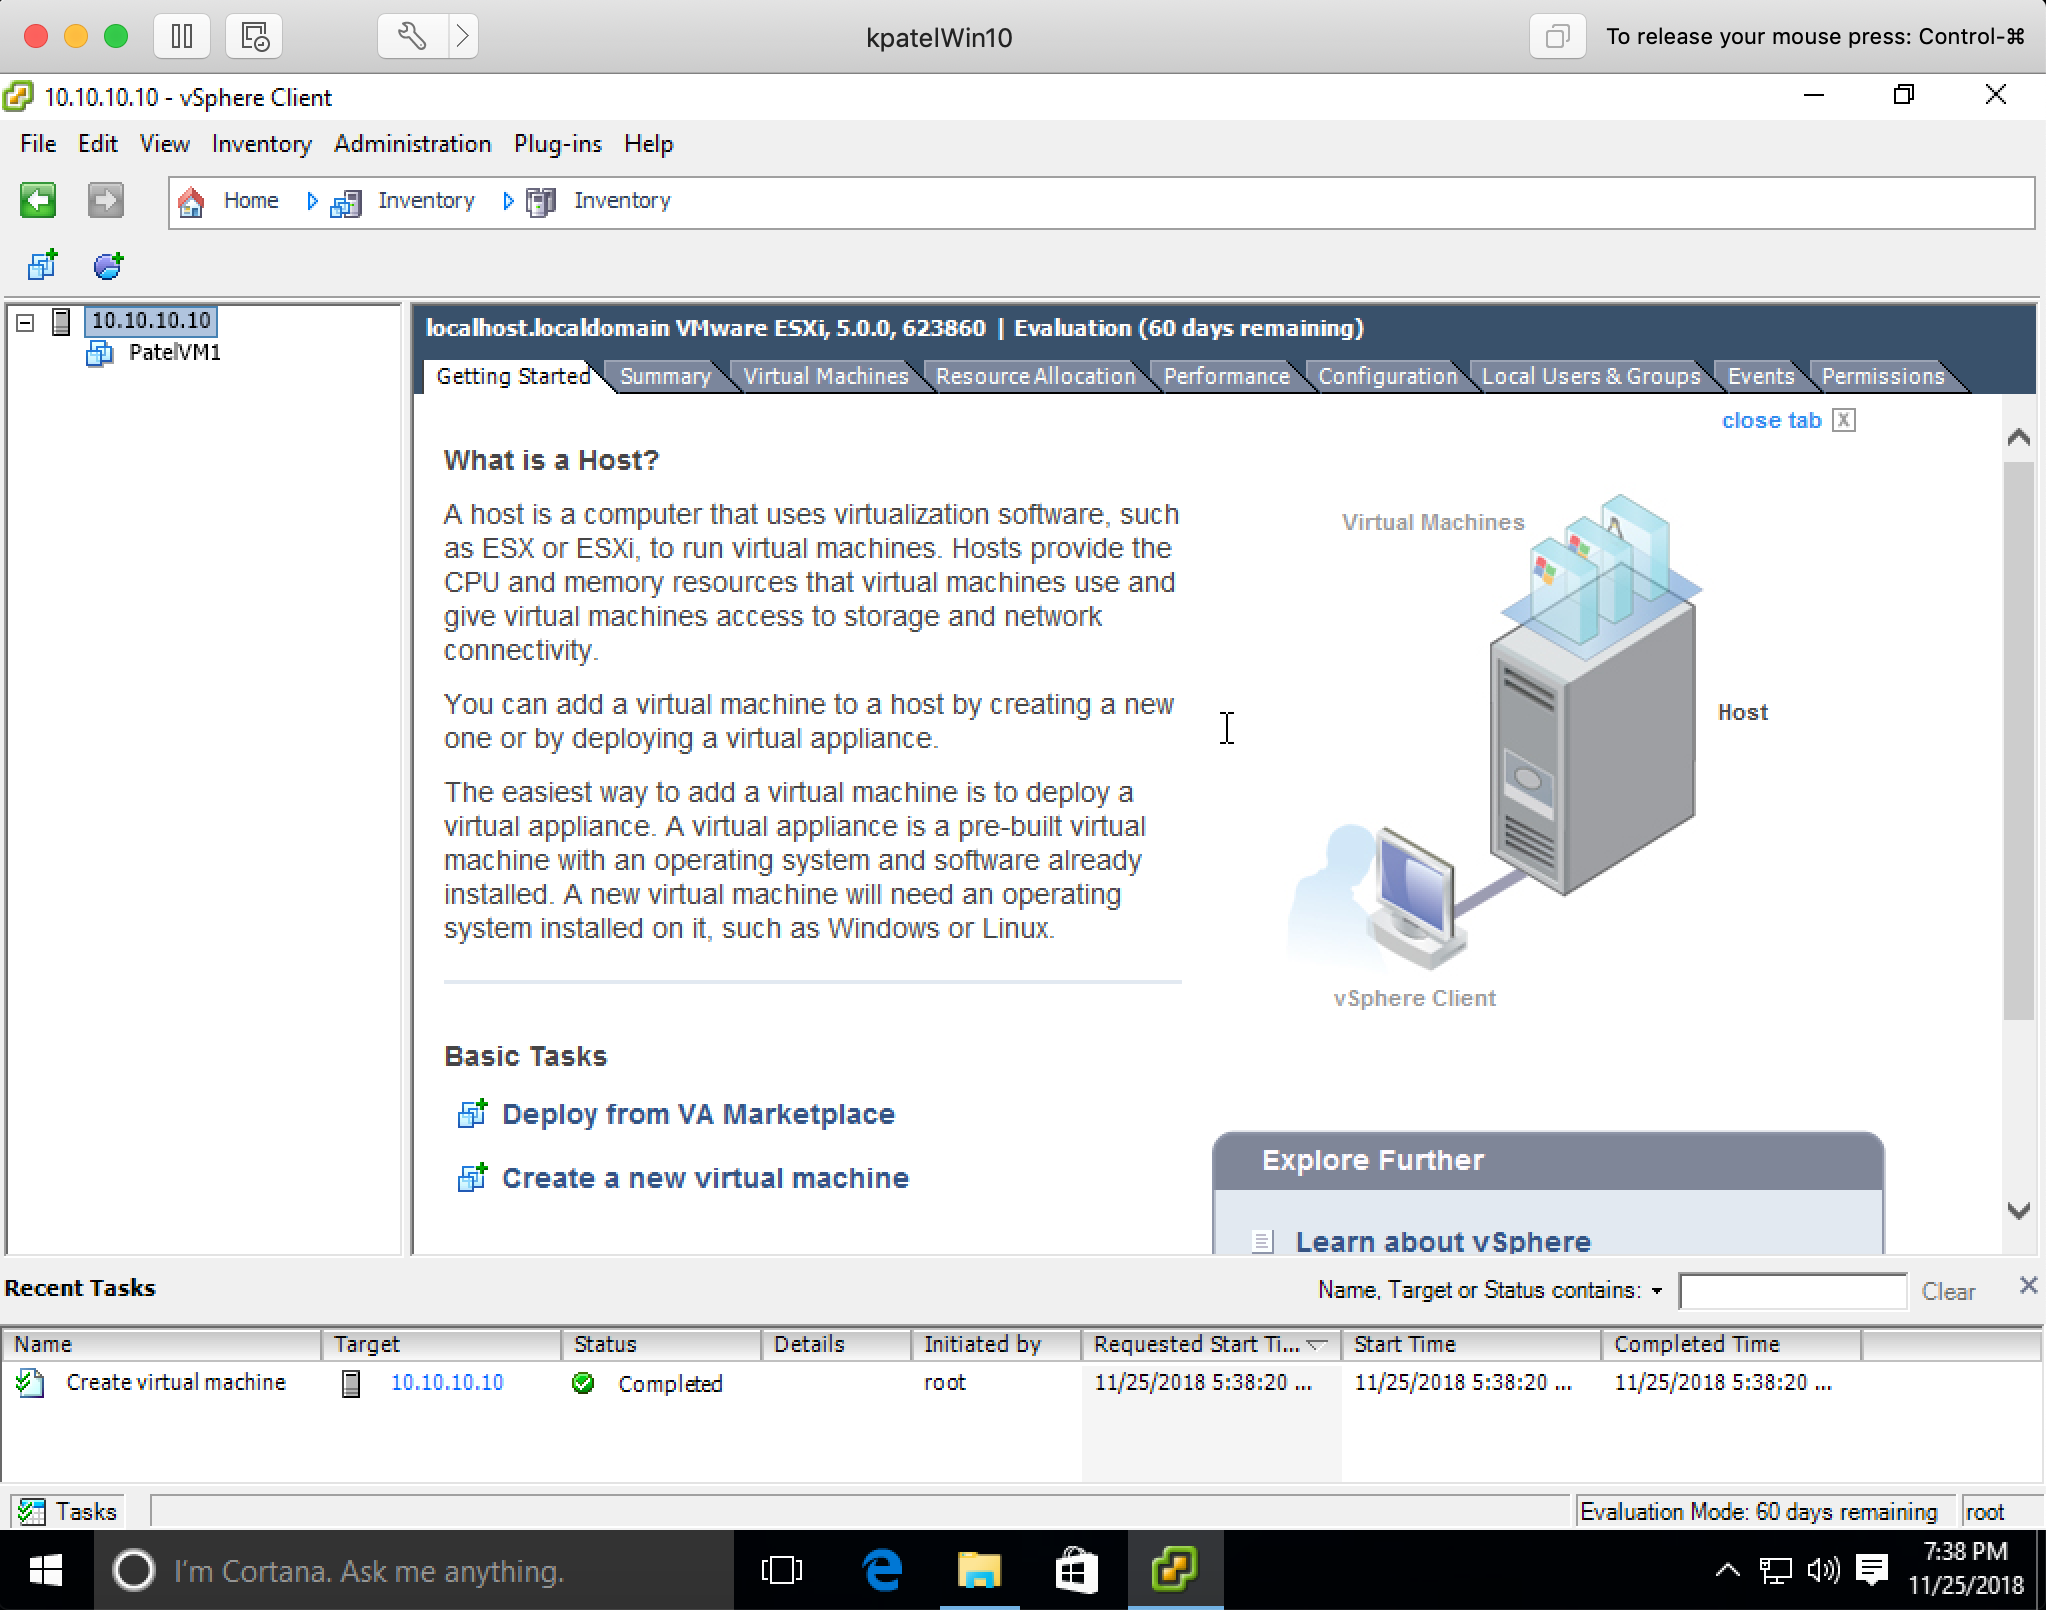 kpatelWin10
To release your mouse press: Control-⌘
10.10.10.10 - vSphere Client
File Edit View Inventory Administration Plug-ins Help
Home Inventory Inventory
10.10.10.10
PatelVM1
localhost.localdomain VMware ESXi, 5.0.0, 623860 | Evaluation (60 days remaining)
Getting Started Summary Virtual Machines Resource Allocation Performance Configuration Local Users & Groups Events Permissions
close tab X
What is a Host?
A host is a computer that uses virtualization software, such
as ESX or ESXi, to run virtual machines. Hosts provide the
CPU and memory resources that virtual machines use and
give virtual machines access to storage and network
connectivity.
You can add a virtual machine to a host by creating a new
one or by deploying a virtual appliance.
The easiest way to add a virtual machine is to deploy a
virtual appliance. A virtual appliance is a pre-built virtual
machine with an operating system and software already
installed. A new virtual machine will need an operating
system installed on it, such as Windows or Linux.
Virtual Machines
Host
vSphere Client
Basic Tasks
Deploy from VA Marketplace
Create a new virtual machine
Explore Further
Learn about vSphere
Recent Tasks
Name, Target or Status contains: Clear
Name Target Status Details Initiated by Requested Start Ti... Start Time Completed Time
Create virtual machine 10.10.10.10 Completed root 11/25/2018 5:38:20 ... 11/25/2018 5:38:20 ... 11/25/2018 5:38:20 ...
Tasks
Evaluation Mode: 60 days remaining root
I'm Cortana. Ask me anything.
7:38 PM
11/25/2018